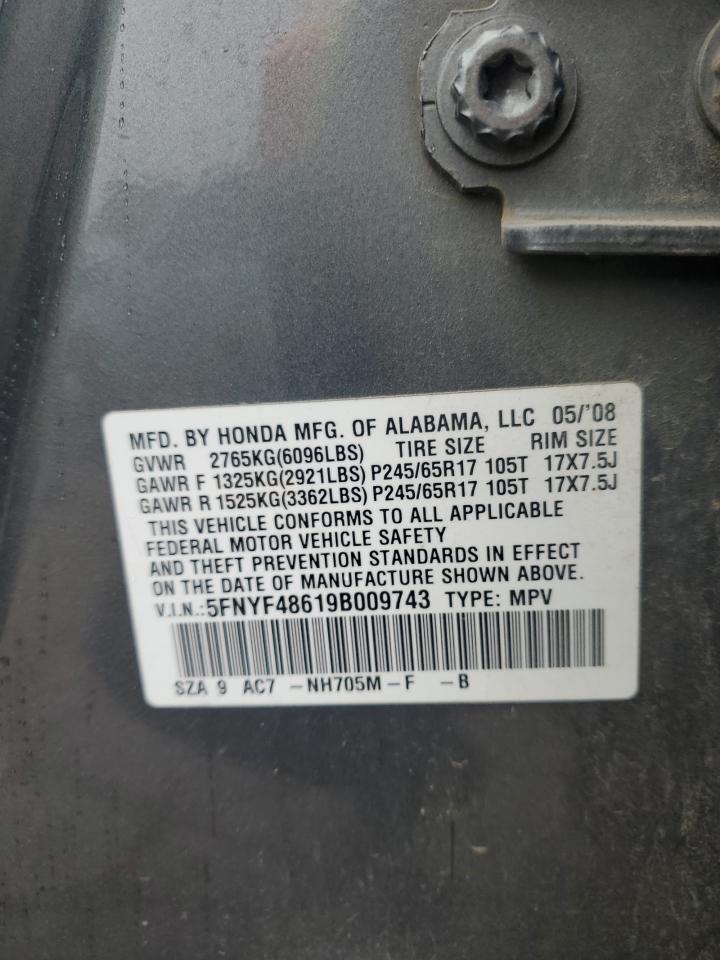 MFD. BY HONDA MFG. OF ALABAMA, LLC 05/'08
GVWR 2765KG(6096LBS) TIRE SIZE RIM SIZE
GAWR F 1325KG(2921LBS) P245/65R17 105T 17X7.5J
GAWR R 1525KG(3362LBS) P245/65R17 105T 17X7.5J
THIS VEHICLE CONFORMS TO ALL APPLICABLE
FEDERAL MOTOR VEHICLE SAFETY
AND THEFT PREVENTION STANDARDS IN EFFECT
ON THE DATE OF MANUFACTURE SHOWN ABOVE.
V.I.N.:5FNYF48619B009743 TYPE: MPV
SZA 9 AC7 -NH705M-F -B